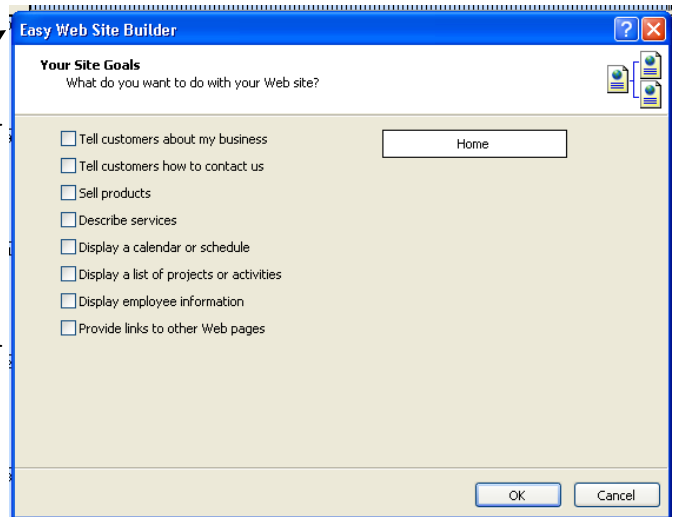 Easy Web Site Builder
Your Site Goals
What do you want to do with your Web site?
Tell customers about my business
Home
Tell customers how to contact us
Sell products
Describe services
Display a calendar or schedule
Display a list of projects or activities
Display employee information
Provide links to other Web pages
OK
Cancel